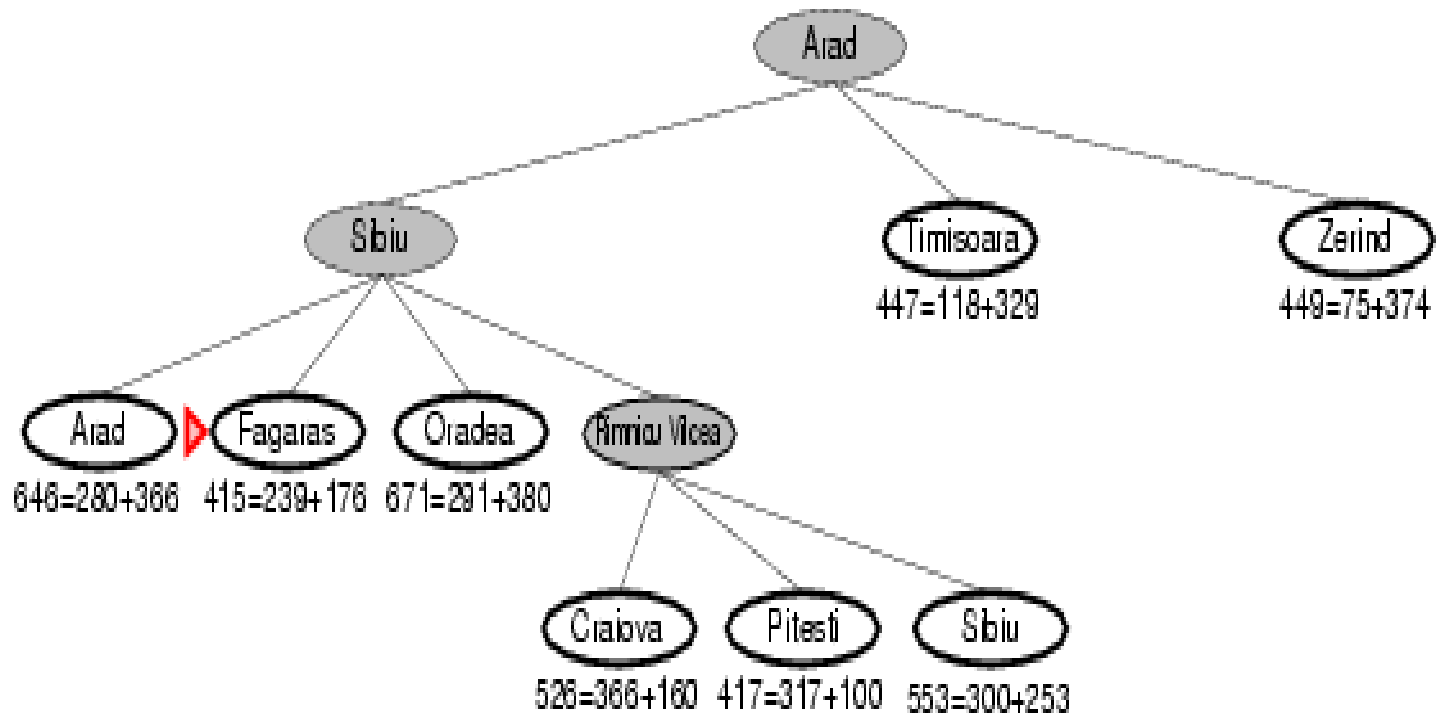 Arad
Sibiu
Timisoara
Zerind
447=118+329
449=75+374
Arad
Fagaras
Oradea
Rimnicu Vilcea
646=280+366
415=239+176
671=291+380
Craiova
Pitesti
Sibiu
526=366+160
417=317+100
553=300+253